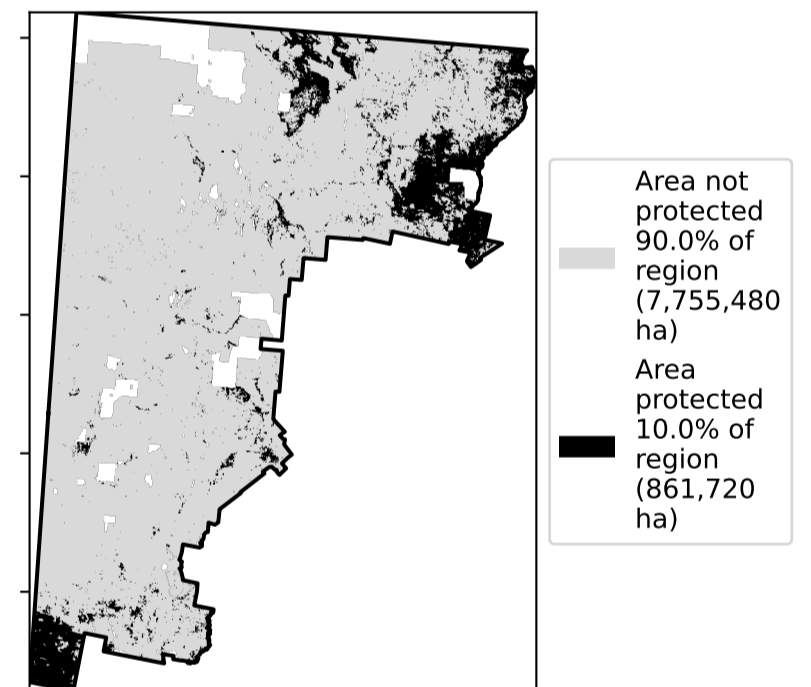 Area not
protected
90.0% of
region
(7,755,480
ha)
Area
protected
10.0% of
region
(861,720
ha)